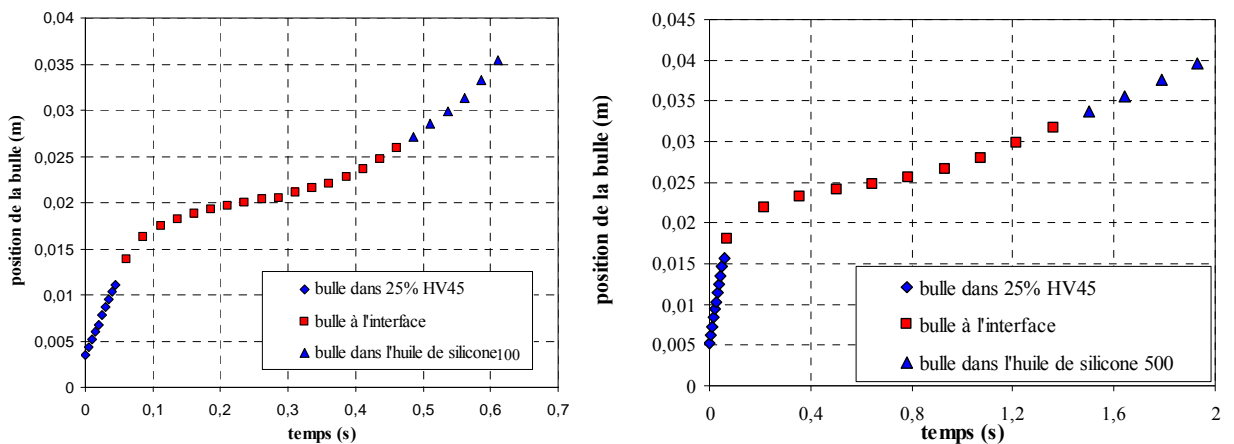 0,04
0,035
0,03
0,025
0,02
0,015
0,01
0,005
0
position de la bulle (m)
0 0,1 0,2 0,3 0,4 0,5 0,6 0,7
temps (s)
bulle dans 25% HV45
bulle à l'interface
bulle dans l'huile de silicone100
0,045
0,04
0,035
0,03
0,025
0,02
0,015
0,01
0,005
0
position de la bulle (m)
0 0,4 0,8 1,2 1,6 2
temps (s)
bulle dans 25% HV45
bulle à l'interface
bulle dans l'huile de silicone 500